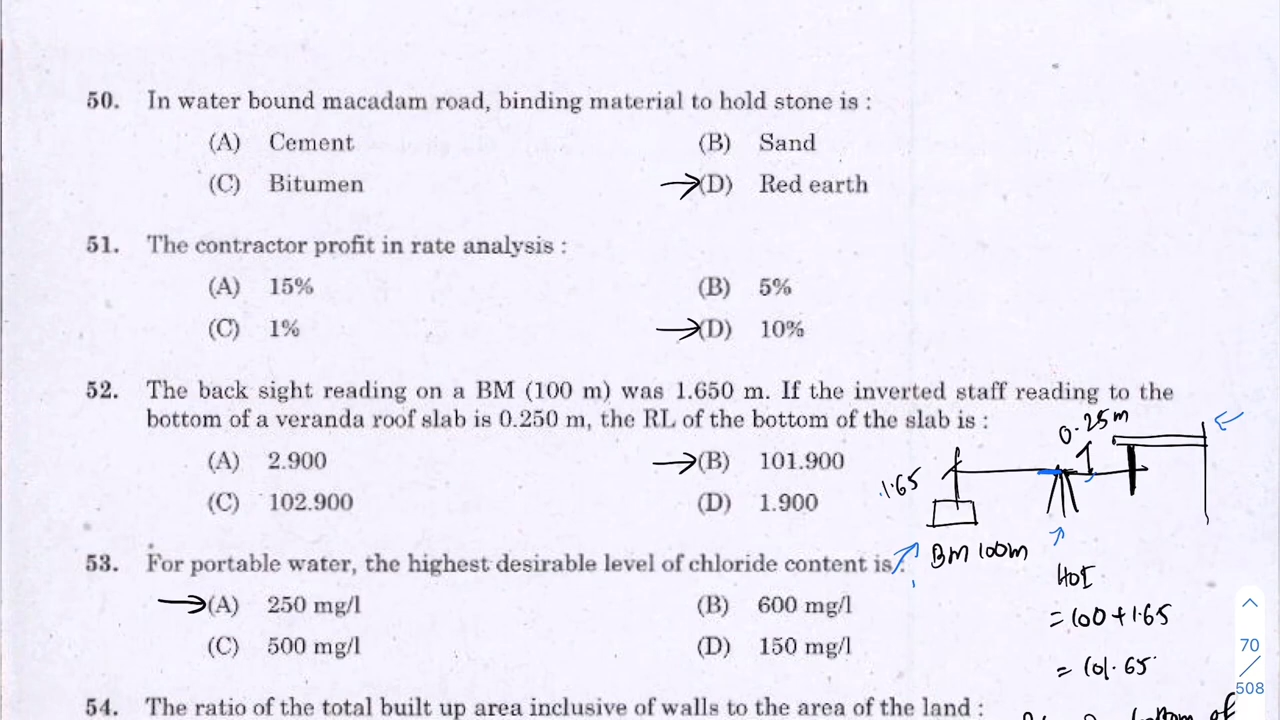 50. In water bound macadam road, binding material to hold stone is :
(A) Cement (B) Sand
(C) Bitumen (D) Red earth
51. The contractor profit in rate analysis :
(A) 15% (B) 5%
(C) 1% (D) 10%
52. The back sight reading on a BM (100 m) was 1.650 m. If the inverted staff reading to the
bottom of a veranda roof slab is 0.250 m, the RL of the bottom of the slab is :
0.25m
(A) 2.900 (B) 101.900
1.65
(C) 102.900 (D) 1.900
BM 100m
53. For portable water, the highest desirable level of chloride content is :
HOI
(A) 250 mg/l (B) 600 mg/l
= 100+1.65
(C) 500 mg/l (D) 150 mg/l
= 101.65
70
508
54. The ratio of the total built up area inclusive of walls to the area of the land :
bottom of